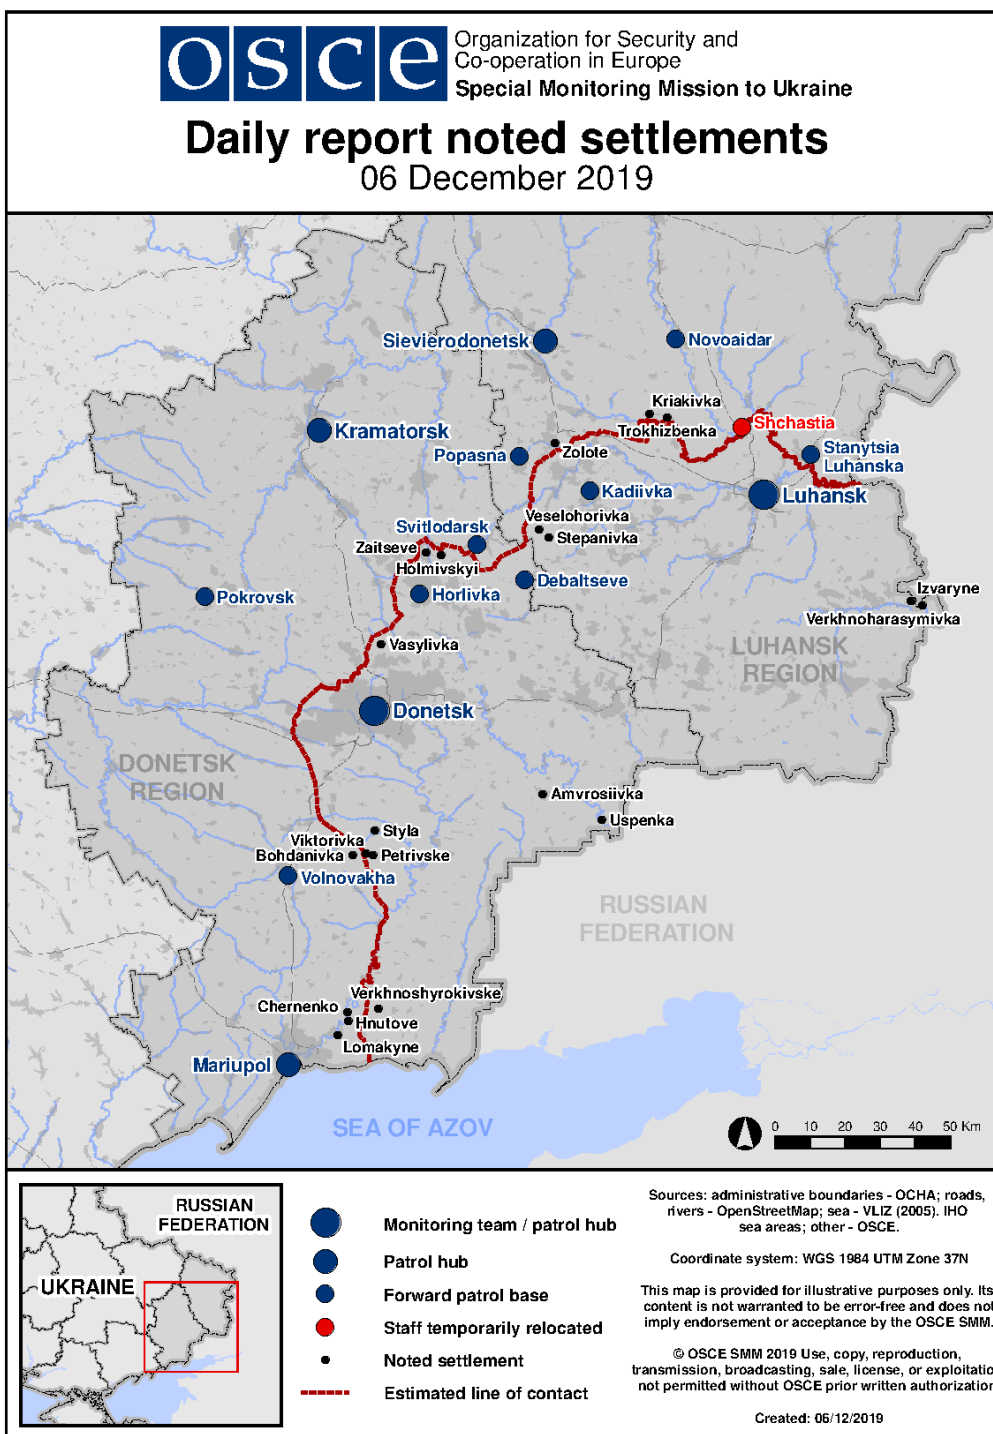 osce
Organization for Security and
Co-operation in Europe
Special Monitoring Mission to Ukraine
Daily report noted settlements
06 December 2019
Sievierodonetsk
Novoaidar
Kriakivka
Trokhizbenka
Shchastia
Kramatorsk
Zolote
Popasna
Stanytsia
Luhanska
Kadiivka
Luhansk
Veselohorivka
Stepanivka
Svitlodarsk
Zaitseve
Holmivskyi
Debaltseve
Horlivka
Pokrovsk
Izvaryne
Verkhnoharasymivka
Vasylivka
LUHANSK
REGION
Donetsk
DONETSK
REGION
Amvrosiivka
Uspenka
Styla
Viktorivka
Bohdanivka
Petrivske
Volnovakha
RUSSIAN
FEDERATION
Verkhnoshyrokivske
Chernenko
Hnutove
Lomakyne
Mariupol
SEA OF AZOV
0 10 20 30 40 50 Km
RUSSIAN
FEDERATION
UKRAINE
Monitoring team / patrol hub
Patrol hub
Forward patrol base
Staff temporarily relocated
Noted settlement
Estimated line of contact
Sources: administrative boundaries - OCHA; roads,
rivers - OpenStreetMap; sea - VLIZ (2005). IHO
sea areas; other - OSCE.
Coordinate system: WGS 1984 UTM Zone 37N
This map is provided for illustrative purposes only. Its
content is not warranted to be error-free and does not
imply endorsement or acceptance by the OSCE SMM.
© OSCE SMM 2019 Use, copy, reproduction,
transmission, broadcasting, sale, license, or exploitatio
not permitted without OSCE prior written authorization
Created: 06/12/2019